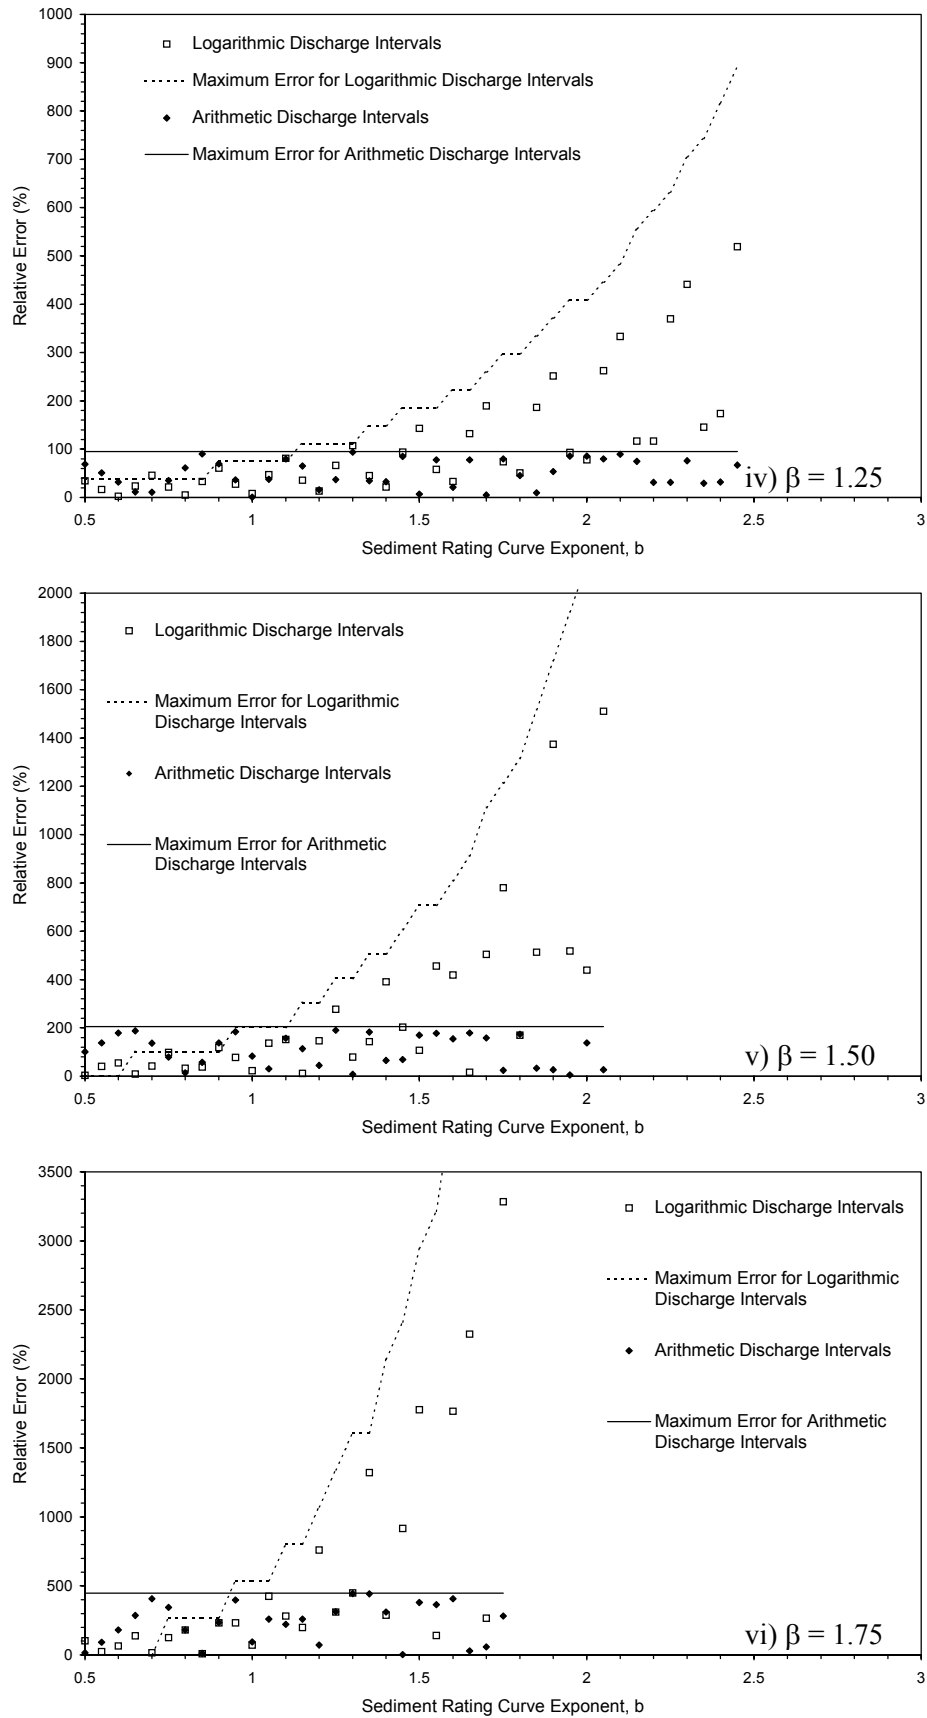 1000
900
800
700
600
500
400
300
200
100
0
Relative Error (%)
Logarithmic Discharge Intervals
Maximum Error for Logarithmic Discharge Intervals
Arithmetic Discharge Intervals
Maximum Error for Arithmetic Discharge Intervals
iv) β = 1.25
0.5 1 1.5 2 2.5 3
Sediment Rating Curve Exponent, b
2000
1800
1600
1400
1200
1000
800
600
400
200
0
Relative Error (%)
Logarithmic Discharge Intervals
Maximum Error for Logarithmic
Discharge Intervals
Arithmetic Discharge Intervals
Maximum Error for Arithmetic
Discharge Intervals
v) β = 1.50
0.5 1 1.5 2 2.5 3
Sediment Rating Curve Exponent, b
3500
3000
2500
2000
1500
1000
500
0
Relative Error (%)
Logarithmic Discharge Intervals
Maximum Error for Logarithmic
Discharge Intervals
Arithmetic Discharge Intervals
Maximum Error for Arithmetic
Discharge Intervals
vi) β = 1.75
0.5 1 1.5 2 2.5 3
Sediment Rating Curve Exponent, b